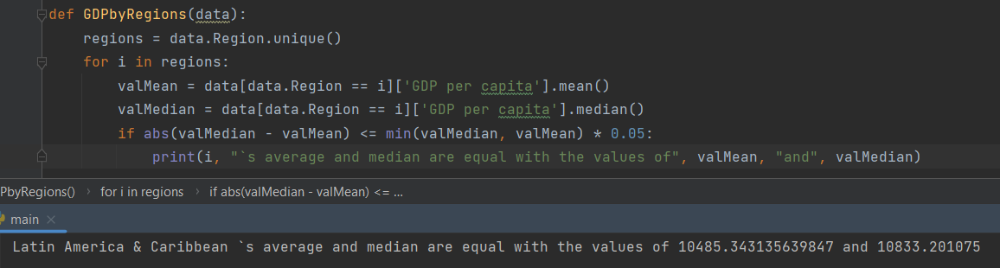 def GDPbyRegions(data):
    regions = data.Region.unique()
    for i in regions:
        valMean = data[data.Region == i]['GDP per capita'].mean()
        valMedian = data[data.Region == i]['GDP per capita'].median()
        if abs(valMedian - valMean) <= min(valMedian, valMean) * 0.05:
            print(i, "`s average and median are equal with the values of", valMean, "and", valMedian)
PbyRegions() › for i in regions › if abs(valMedian - valMean) <= ...
main ×
Latin America & Caribbean `s average and median are equal with the values of 10485.343135639847 and 10833.201075